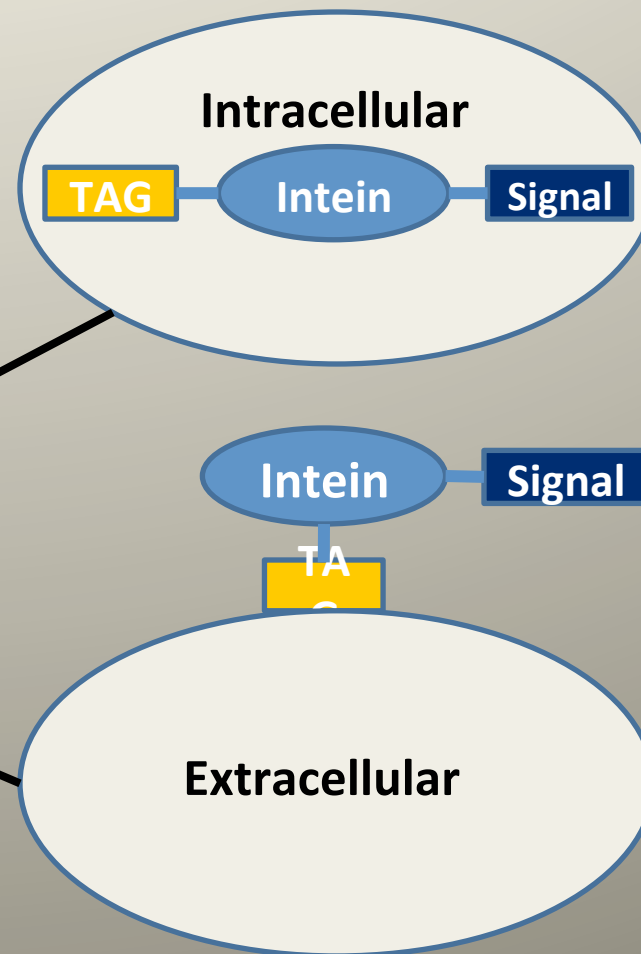 Intracellular
TAG
Intein
Signal
Intein
Signal
TA
G
Extracellular